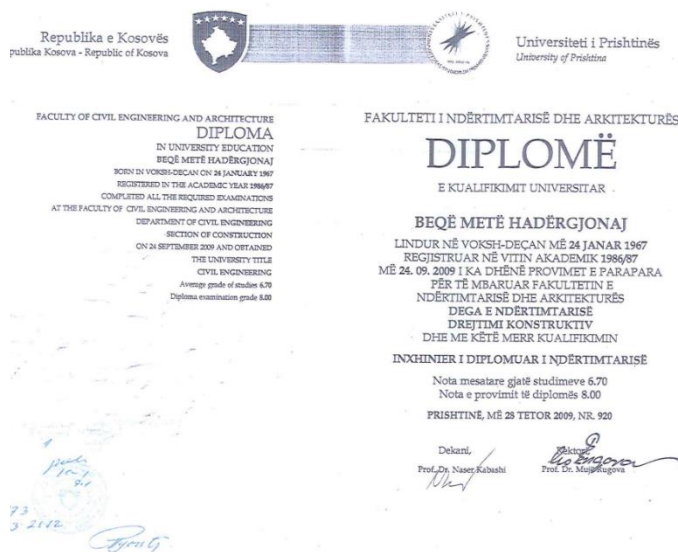 Republika e Kosovës
publika Kosova - Republic of Kosova
Universiteti i Prishtinës
University of Prishtina
FACULTY OF CIVIL ENGINEERING AND ARCHITECTURE
DIPLOMA
IN UNIVERSITY EDUCATION
BEQË METË HADËRGJONAJ
BORN IN VOKSH-DEÇAN ON 24 JANUARY 1967
REGISTERED IN THE ACADEMIC YEAR 1986/87
COMPLETED ALL THE REQUIRED EXAMINATIONS
AT THE FACULTY OF CIVIL ENGINEERING AND ARCHITECTURE
DEPARTMENT OF CIVIL ENGINEERING
SECTION OF CONSTRUCTION
ON 24 SEPTEMBER 2009 AND OBTAINED
THE UNIVERSITY TITLE
CIVIL ENGINEERING
Average grade of studies 6.70
Diploma examination grade 8.00
FAKULTETI I NDËRTIMTARISË DHE ARKITEKTURËS
DIPLOMË
E KUALIFIKIMIT UNIVERSITAR
BEQË METË HADËRGJONAJ
LINDUR NË VOKSH-DEÇAN MË 24 JANAR 1967
REGJISTRUAR NË VITIN AKADEMIK 1986/87
MË 24. 09. 2009 I KA DHËNË PROVIMET E PARAPARA
PËR TË MBARUAR FAKULTETIN E
NDËRTIMTARISË DHE ARKITEKTURËS
DEGA E NDËRTIMTARISË
DREJTIMI KONSTRUKTIV
DHE ME KËTË MERR KUALIFIKIMIN
INXHINIER I DIPLOMUAR I NDËRTIMTARISË
Nota mesatare gjatë studimeve 6.70
Nota e provimit të diplomës 8.00
PRISHTINË, MË 28 TETOR 2009, NR. 920
Dekani,
Rektori,
Prof. Dr. Naser Kabashi
Prof. Dr. Mujë Rugova